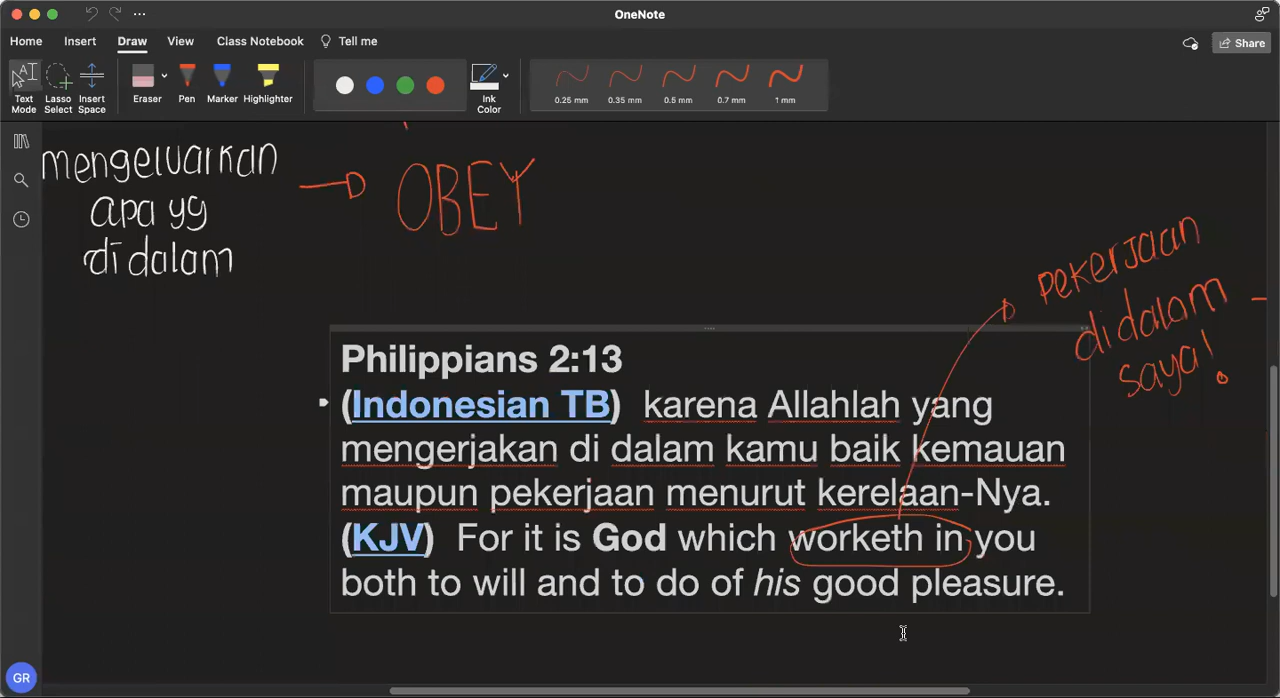 OneNote
Home Insert Draw View Class Notebook Tell me
Share
Text Mode
Lasso Select
Insert Space
Eraser
Pen
Marker
Highlighter
Ink Color
0.25 mm
0.35 mm
0.5 mm
0.7 mm
1 mm
mengeluarkan
apa yg
didalam
OBEY
pekerjaan
didalam
saya!
Philippians 2:13
(Indonesian TB) karena Allahlah yang
mengerjakan di dalam kamu baik kemauan
maupun pekerjaan menurut kerelaan-Nya.
(KJV) For it is God which worketh in you
both to will and to do of his good pleasure.
GR